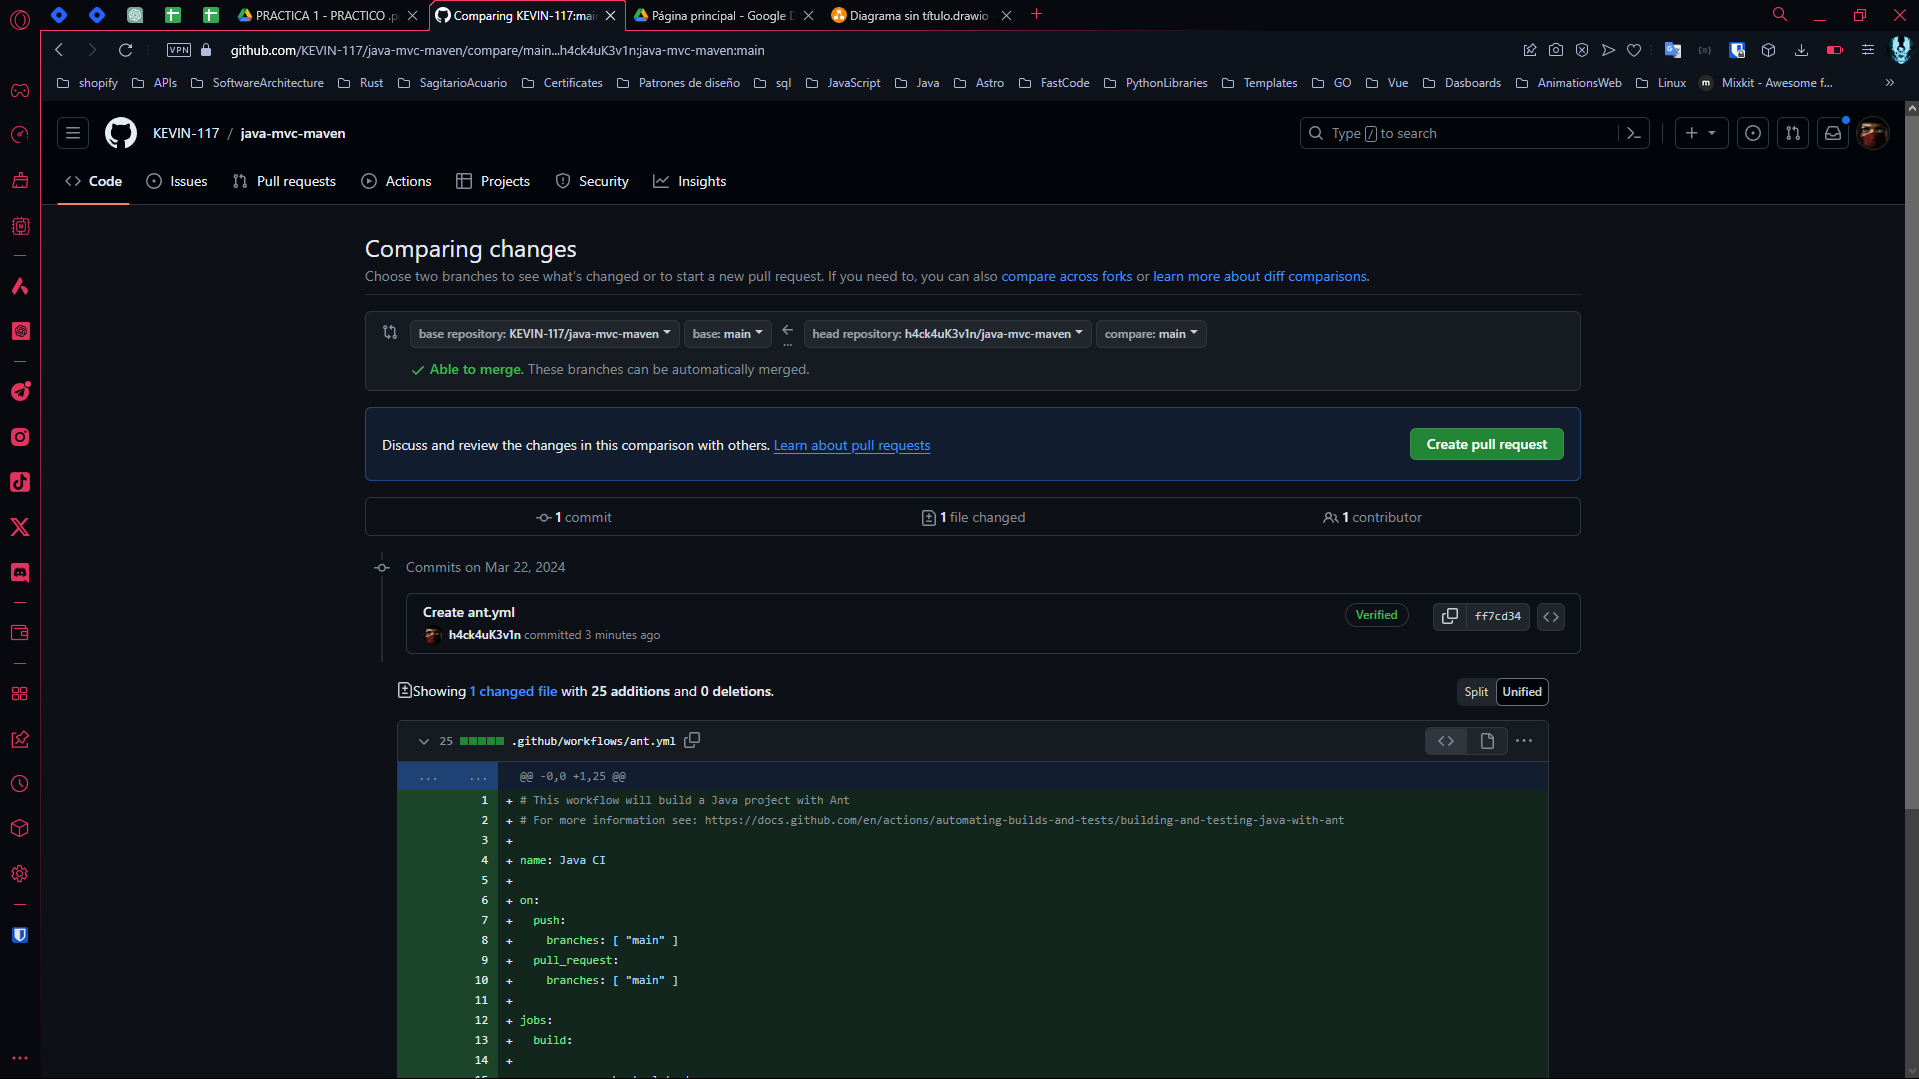 PRACTICA 1 - PRACTICO .p
Comparing KEVIN-117:mai
Página principal - Google D
Diagrama sin título.drawio
VPN
github.com/KEVIN-117/java-mvc-maven/compare/main...h4ck4uK3v1n:java-mvc-maven:main
shopify
APIs
SoftwareArchitecture
Rust
SagitarioAcuario
Certificates
Patrones de diseño
sql
JavaScript
Java
Astro
FastCode
PythonLibraries
Templates
GO
Vue
Dasboards
AnimationsWeb
Linux
Mixkit - Awesome f...
KEVIN-117 / java-mvc-maven
Type / to search
Code
Issues
Pull requests
Actions
Projects
Security
Insights
Comparing changes
Choose two branches to see what's changed or to start a new pull request. If you need to, you can also compare across forks or learn more about diff comparisons.
base repository: KEVIN-117/java-mvc-maven
base: main
...
head repository: h4ck4uK3v1n/java-mvc-maven
compare: main
Able to merge. These branches can be automatically merged.
Discuss and review the changes in this comparison with others. Learn about pull requests
Create pull request
1 commit
1 file changed
1 contributor
Commits on Mar 22, 2024
Create ant.yml
h4ck4uK3v1n committed 3 minutes ago
Verified
ff7cd34
Showing 1 changed file with 25 additions and 0 deletions.
Split
Unified
25 .github/workflows/ant.yml
... ... @@ -0,0 +1,25 @@
1 + # This workflow will build a Java project with Ant
2 + # For more information see: https://docs.github.com/en/actions/automating-builds-and-tests/building-and-testing-java-with-ant
3 +
4 + name: Java CI
5 +
6 + on:
7 + push:
8 + branches: [ "main" ]
9 + pull_request:
10 + branches: [ "main" ]
11 +
12 + jobs:
13 + build:
14 +